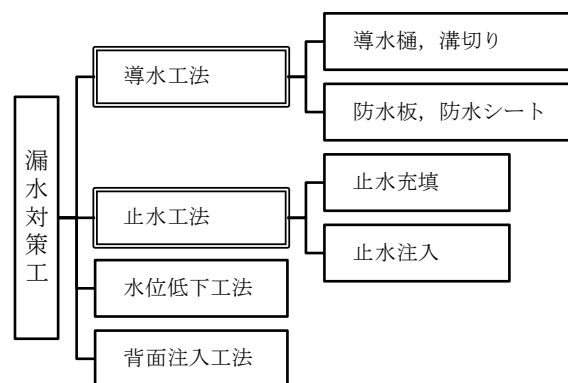 漏水対策工
導水工法
導水樋，溝切り
防水板，防水シート
止水工法
止水充填
止水注入
水位低下工法
背面注入工法